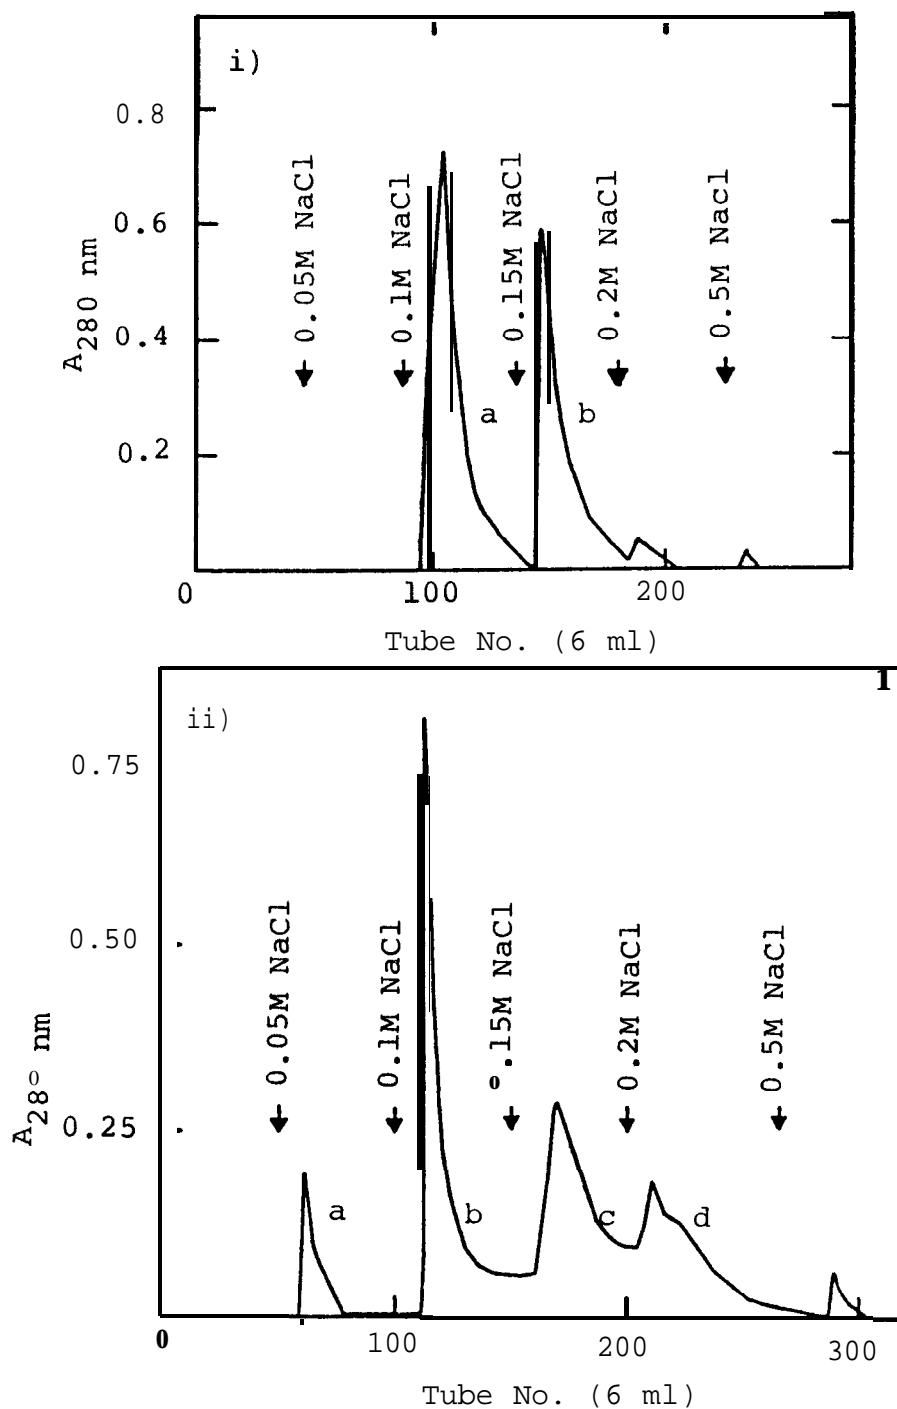 i)
0.8
0.6
0.4
0.2
A280 nm
0.05M NaCl
0.1M NaCl
0.15M NaCl
0.2M NaCl
0.5M Nacl
a
b
0
100
200
Tube No. (6 ml)
1
ii)
0.75
0.50
0.25
A28o nm
0.05M NaCl
0.1M NaCl
0.15M NaCl
0.2M NaCl
0.5M NaCl
a
b
c
d
0
100
200
300
Tube No. (6 ml)